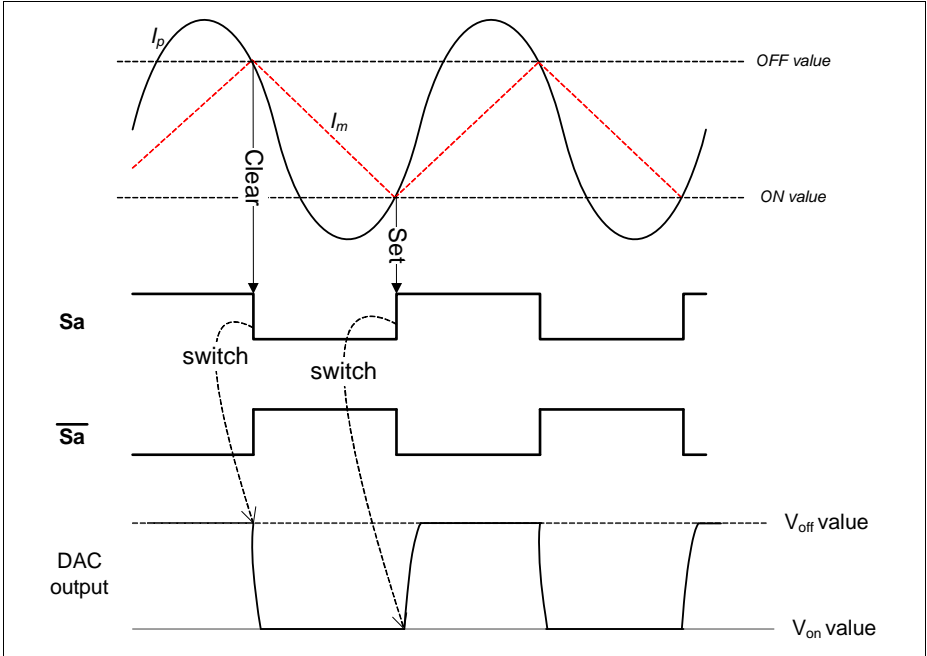 Ip
OFF value
Im
Clear
ON value
Set
Sa
switch
switch
Sa
Voff value
DAC
output
Von value